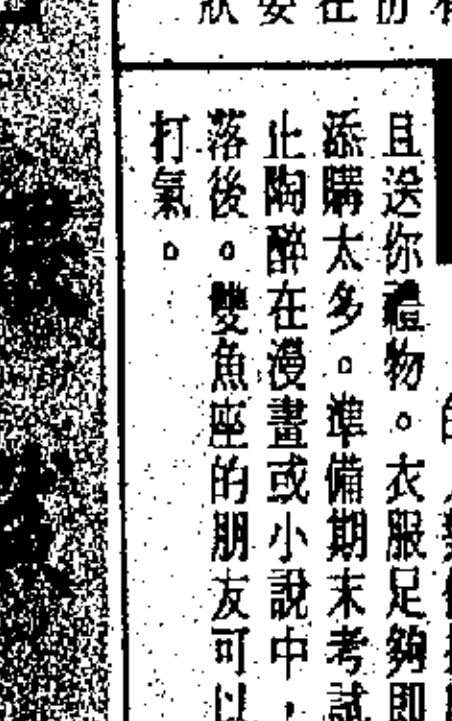 且送你禮物。衣服足夠即
添購太多。準備期末考試
止陶醉在漫畫或小說中，
落後。雙魚座的朋友可以
打氣。